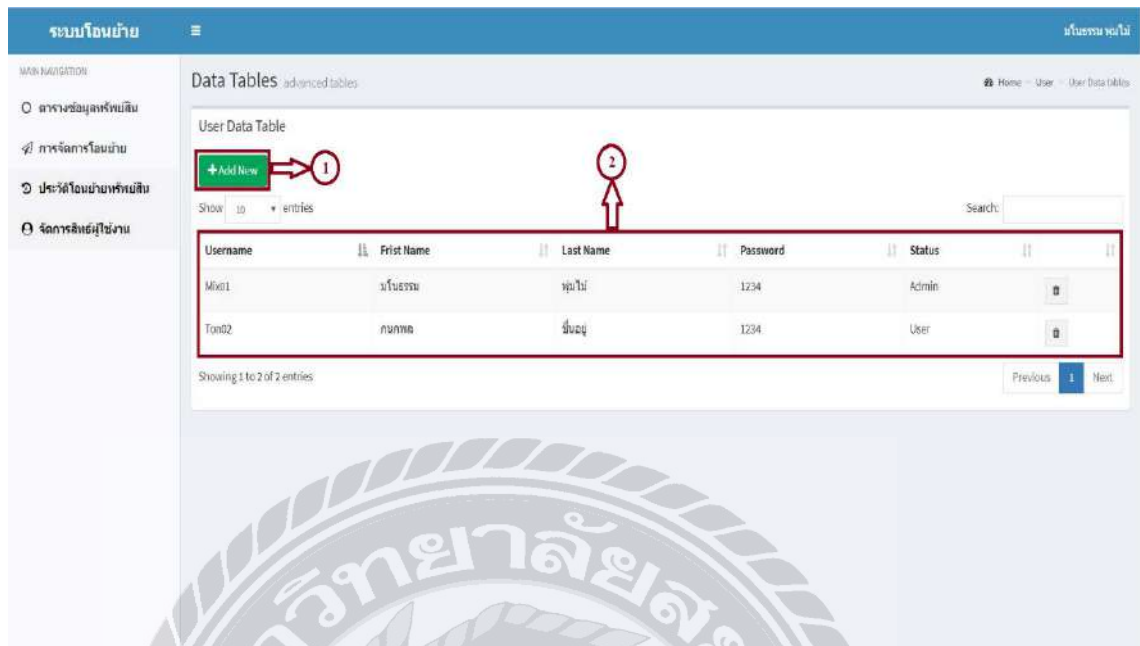 ระบบโอนย้าย
มโนธรรม พุ่มไม้
MAIN NAVIGATION
ตารางข้อมูลทรัพย์สิน
การจัดการโอนย้าย
ประวัติโอนย้ายทรัพย์สิน
จัดการสิทธ์ผู้ใช้งาน
Data Tables advanced tables
Home - User - User Data tables
User Data Table
+ Add New 1
2
Show 10 entries
Search:
Username Frist Name Last Name Password Status
Mix01 มโนธรรม พุ่มไม้ 1234 Admin
Ton02 กนกพล ชื่นอยู่ 1234 User
Showing 1 to 2 of 2 entries
Previous 1 Next